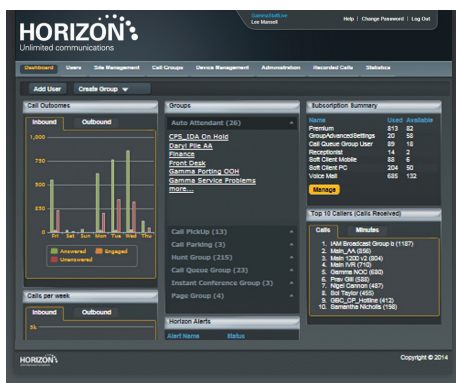 HORIZON
Unlimited communications
GammaStaffLive
Lee Mansell
Help | Change Password | Log Out
Dashboard Users Site Management Call Groups Device Management Administration Recorded Calls Statistics
Add User Create Group
Call Outcomes
Inbound Outbound
1,000
750
500
250
0
Fri Sat Sun Mon Tue Wed Thu
Answered Engaged
Unanswered
Calls per week
Inbound Outbound
5k
Groups
Auto Attendant (26)
CPS_IDA On Hold
Daryl Pile AA
Finance
Front Desk
Gamma Porting OOH
Gamma Service Problems
more...
Call PickUp (13)
Call Parking (3)
Hunt Group (215)
Call Queue Group (23)
Instant Conference Group (3)
Page Group (4)
Horizon Alerts
Alert Name Status
Subscription Summary
Name Used Available
Premium 813 82
GroupAdvancedSettings 20 58
Call Queue Group User 89 18
Receptionist 14 2
Soft Client Mobile 88 6
Soft Client PC 204 50
Voice Mail 685 132
Manage
Top 10 Callers (Calls Received)
Calls Minutes
1. IAM Broadcast Group b (1187)
2. Main_AA (856)
3. Main 1200 v2 (804)
4. Main IVR (710)
5. Gamma NOC (680)
6. Prav Gill (588)
7. Nigel Cannon (487)
8. Sol Taylor (455)
9. GBC_CP_Hotline (412)
10. Samantha Nicholls (198)
HORIZON
Copyright © 2014